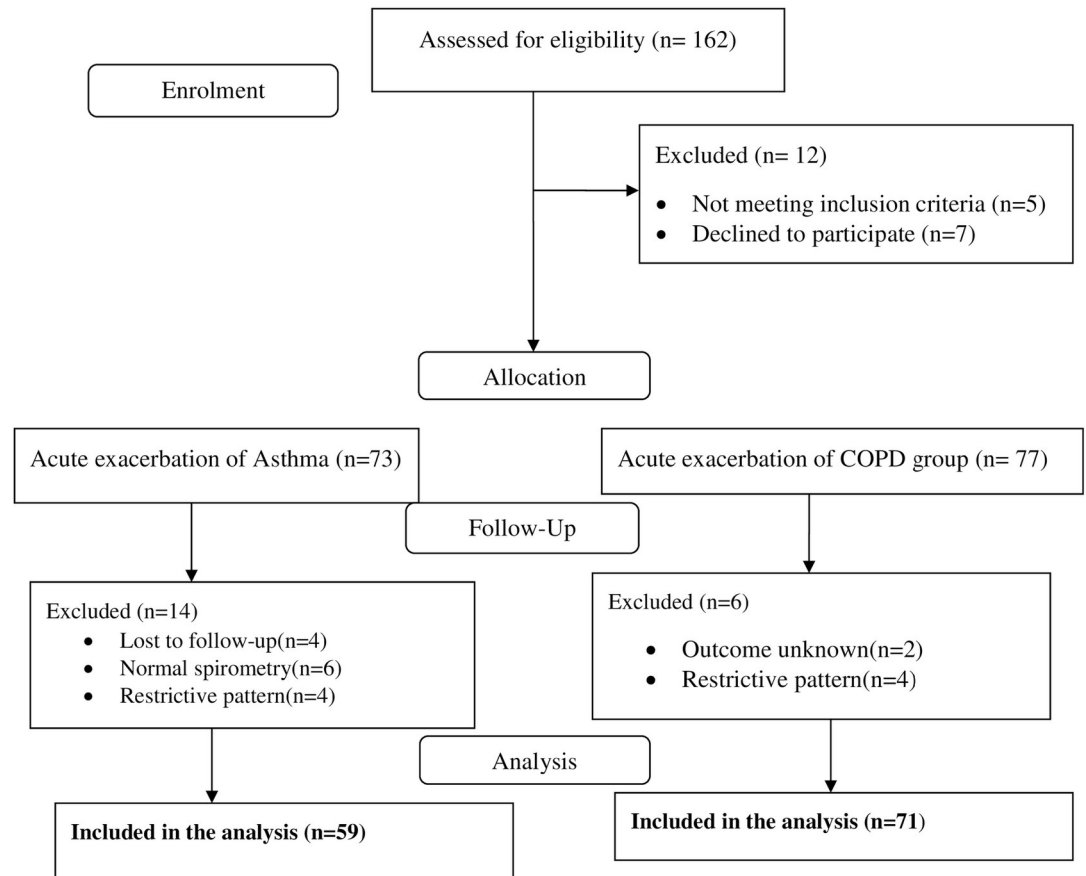 Assessed for eligibility (n= 162)
Enrolment
Excluded (n= 12)
• Not meeting inclusion criteria (n=5)
• Declined to participate (n=7)
Allocation
Acute exacerbation of Asthma (n=73)
Acute exacerbation of COPD group (n= 77)
Follow-Up
Excluded (n=14)
• Lost to follow-up(n=4)
• Normal spirometry(n=6)
• Restrictive pattern(n=4)
Excluded (n=6)
• Outcome unknown(n=2)
• Restrictive pattern(n=4)
Analysis
Included in the analysis (n=59)
Included in the analysis (n=71)